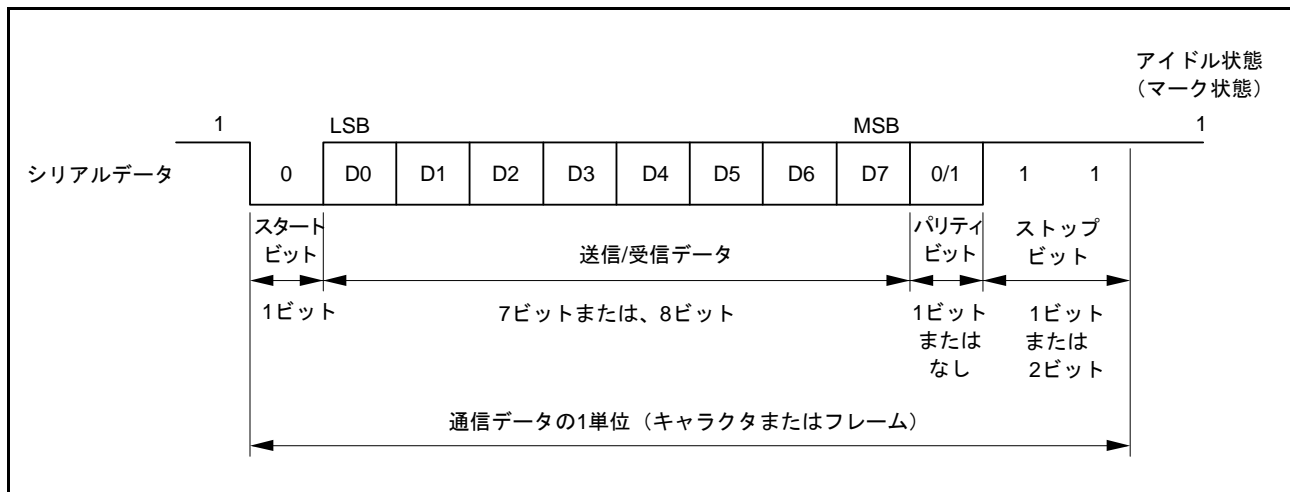 アイドル状態
（マーク状態）
1 LSB MSB 1
シリアルデータ 0 D0 D1 D2 D3 D4 D5 D6 D7 0/1 1 1
スタート
ビット
送信/受信データ
パリティ
ビット
ストップ
ビット
1ビット
7ビットまたは、8ビット
1ビット
または
なし
1ビット
または
2ビット
通信データの1単位（キャラクタまたはフレーム）